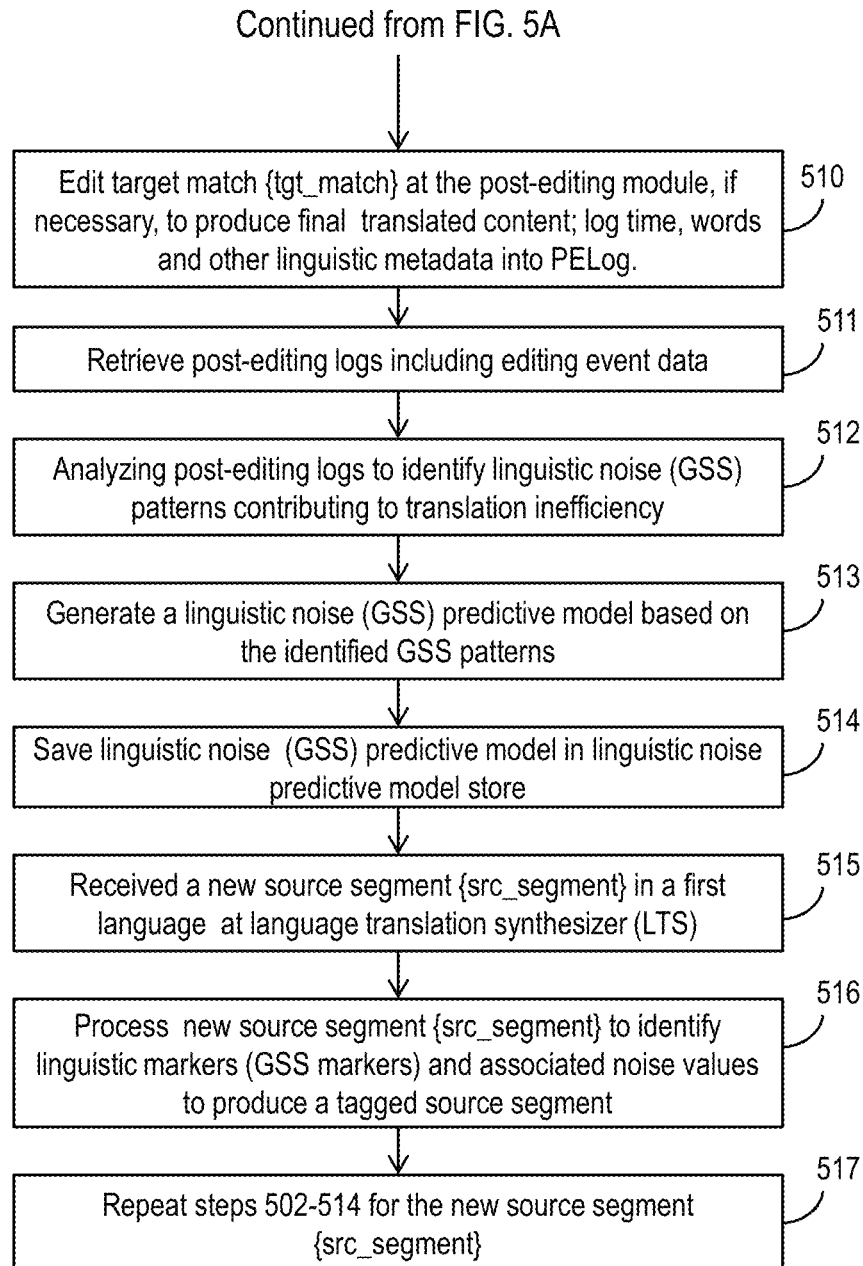 Continued from FIG. 5A
Edit target match {tgt_match} at the post-editing module, if
necessary, to produce final translated content; log time, words
and other linguistic metadata into PELog.
510
Retrieve post-editing logs including editing event data
511
Analyzing post-editing logs to identify linguistic noise (GSS)
patterns contributing to translation inefficiency
512
Generate a linguistic noise (GSS) predictive model based on
the identified GSS patterns
513
Save linguistic noise (GSS) predictive model in linguistic noise
predictive model store
514
Received a new source segment {src_segment} in a first
language at language translation synthesizer (LTS)
515
Process new source segment {src_segment} to identify
linguistic markers (GSS markers) and associated noise values
to produce a tagged source segment
516
Repeat steps 502-514 for the new source segment
{src_segment}
517